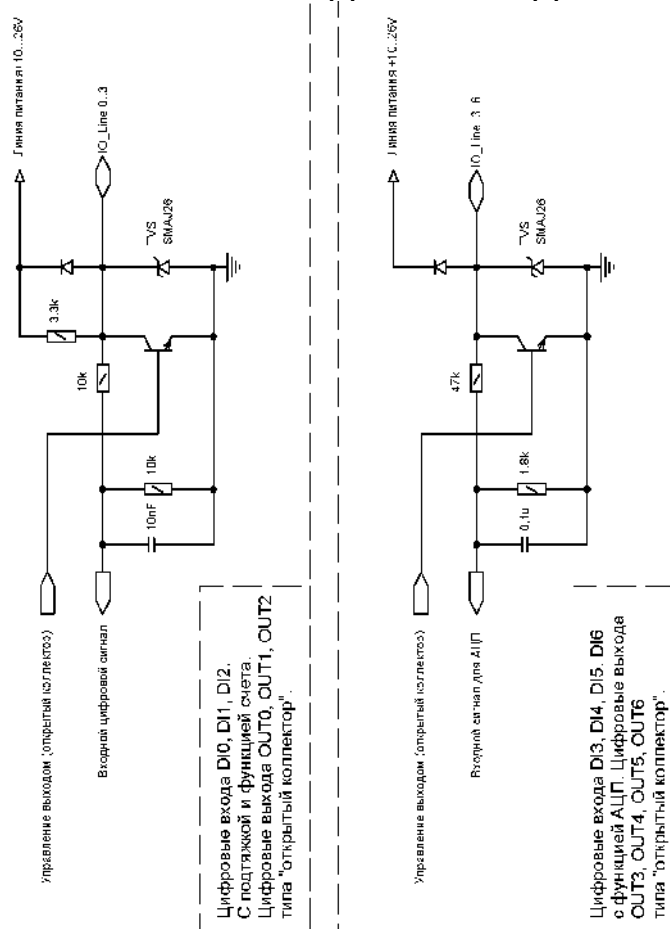 Линия питания +10..26V
IO_Line 0..3
TVS
SMAJ26
3.3k
10k
10k
10nF
Управление выходом (открытый коллектор)
Входной цифровой сигнал
Цифровые входа DI0, DI1, DI2.
С подтяжкой и функцией счета.
Цифровые выхода OUT0, OUT1, OUT2
типа "открытый коллектор".
Линия питания +10..26V
IO_Line 3..6
TVS
SMAJ26
47k
1.8k
0,1u
Управление выходом (открытый коллектор)
Входной сигнал для АЦП
Цифровые входа DI3, DI4, DI5. DI6
с функцией АЦП. Цифровые выхода
OUT3, OUT4, OUT5, OUT6
типа "открытый коллектор".